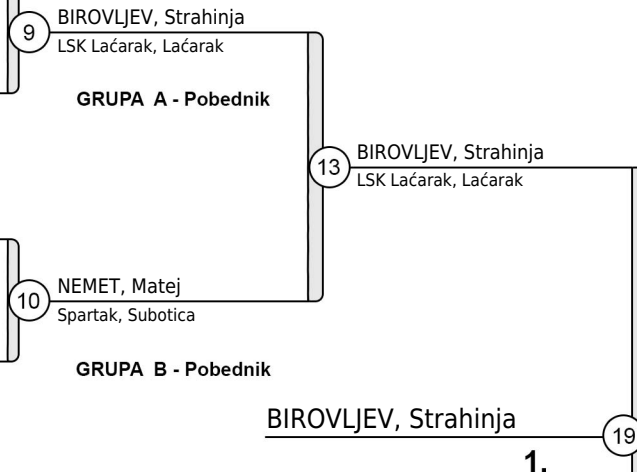 9
BIROVLJEV, Strahinja
LSK Laćarak, Laćarak
GRUPA A - Pobednik
13
BIROVLJEV, Strahinja
LSK Laćarak, Laćarak
10
NEMET, Matej
Spartak, Subotica
GRUPA B - Pobednik
BIROVLJEV, Strahinja
19
1.